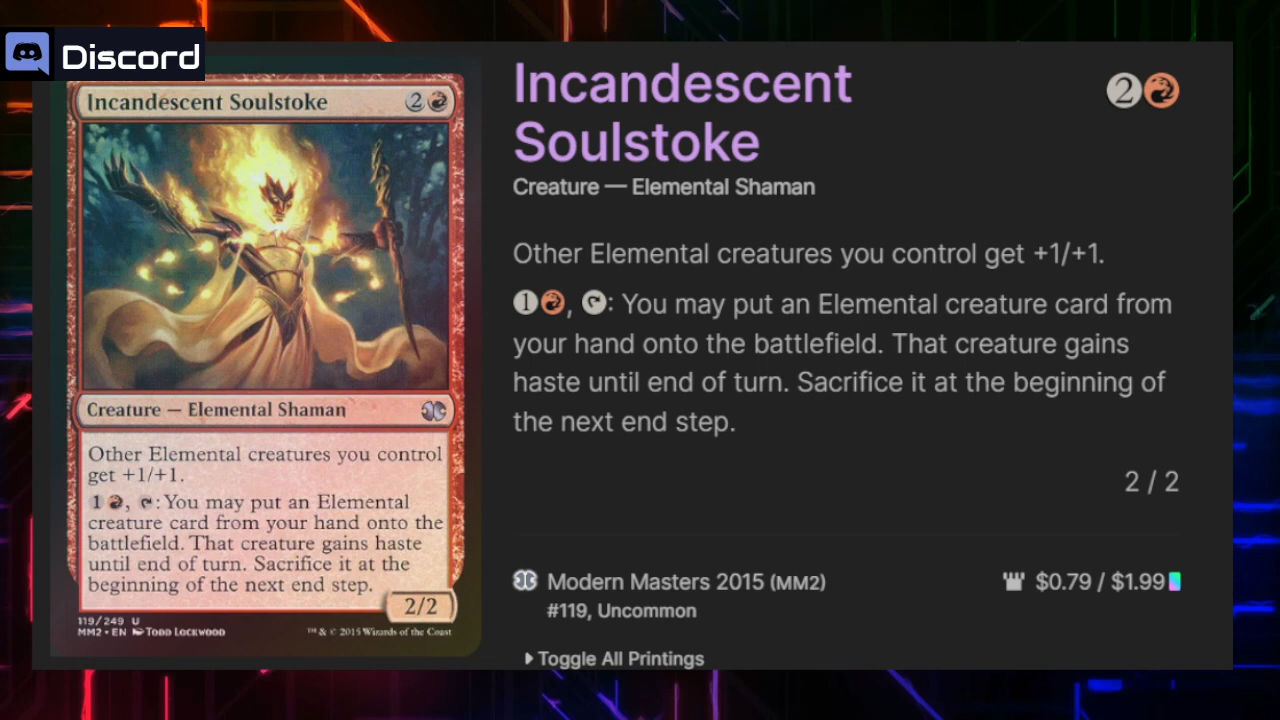 Discord
Incandescent Soulstoke 2
Creature — Elemental Shaman
Other Elemental creatures you control
get +1/+1.
1 , : You may put an Elemental
creature card from your hand onto the
battlefield. That creature gains haste
until end of turn. Sacrifice it at the
beginning of the next end step.
2/2
119/249 U
MM2 • EN Todd Lockwood
™ & © 2015 Wizards of the Coast
Incandescent
Soulstoke
2
Creature — Elemental Shaman
Other Elemental creatures you control get +1/+1.
1 , : You may put an Elemental creature card from
your hand onto the battlefield. That creature gains
haste until end of turn. Sacrifice it at the beginning of
the next end step.
2 / 2
Modern Masters 2015 (MM2)
#119, Uncommon
$0.79 / $1.99
Toggle All Printings